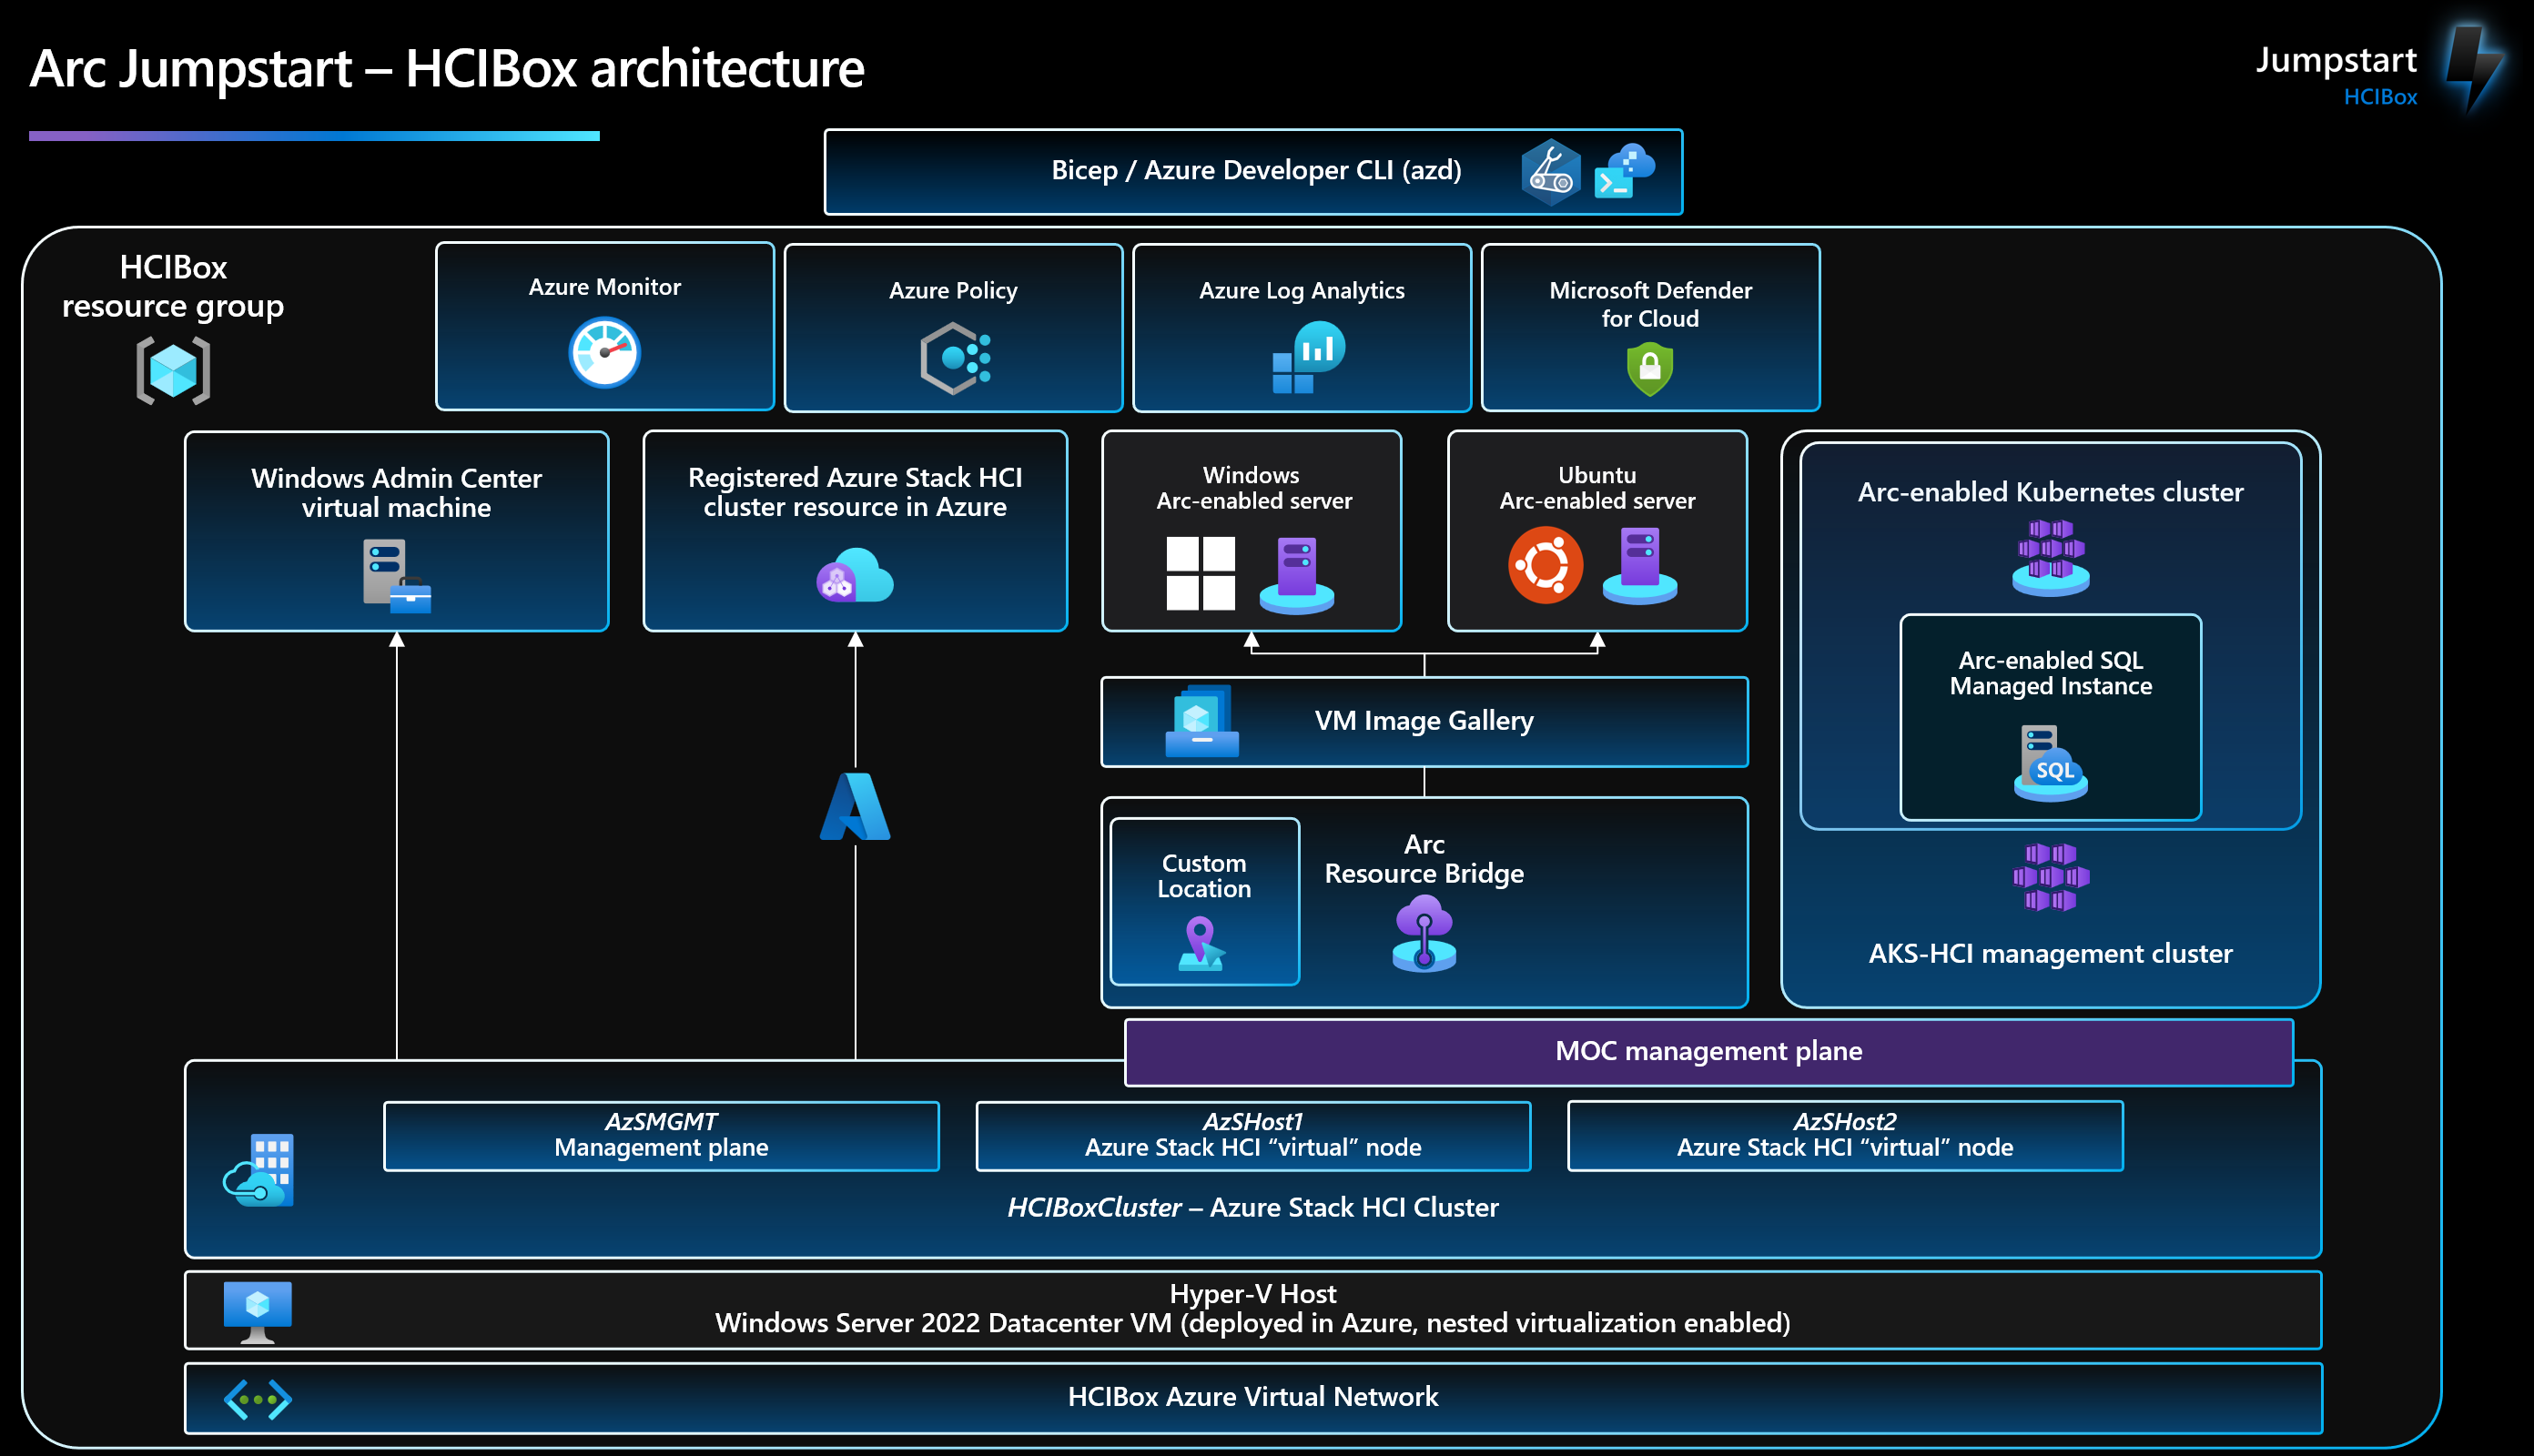 Arc Jumpstart – HCIBox architecture
Jumpstart
HCIBox
Bicep / Azure Developer CLI (azd)
HCIBox
resource group
Azure Monitor
Azure Policy
Azure Log Analytics
Microsoft Defender
for Cloud
Windows Admin Center
virtual machine
Registered Azure Stack HCI
cluster resource in Azure
Windows
Arc-enabled server
Ubuntu
Arc-enabled server
Arc-enabled Kubernetes cluster
Arc-enabled SQL
Managed Instance
SQL
VM Image Gallery
Custom
Location
Arc
Resource Bridge
AKS-HCI management cluster
MOC management plane
AzSMGMT
Management plane
AzSHost1
Azure Stack HCI “virtual” node
AzSHost2
Azure Stack HCI “virtual” node
HCIBoxCluster – Azure Stack HCI Cluster
Hyper-V Host
Windows Server 2022 Datacenter VM (deployed in Azure, nested virtualization enabled)
HCIBox Azure Virtual Network